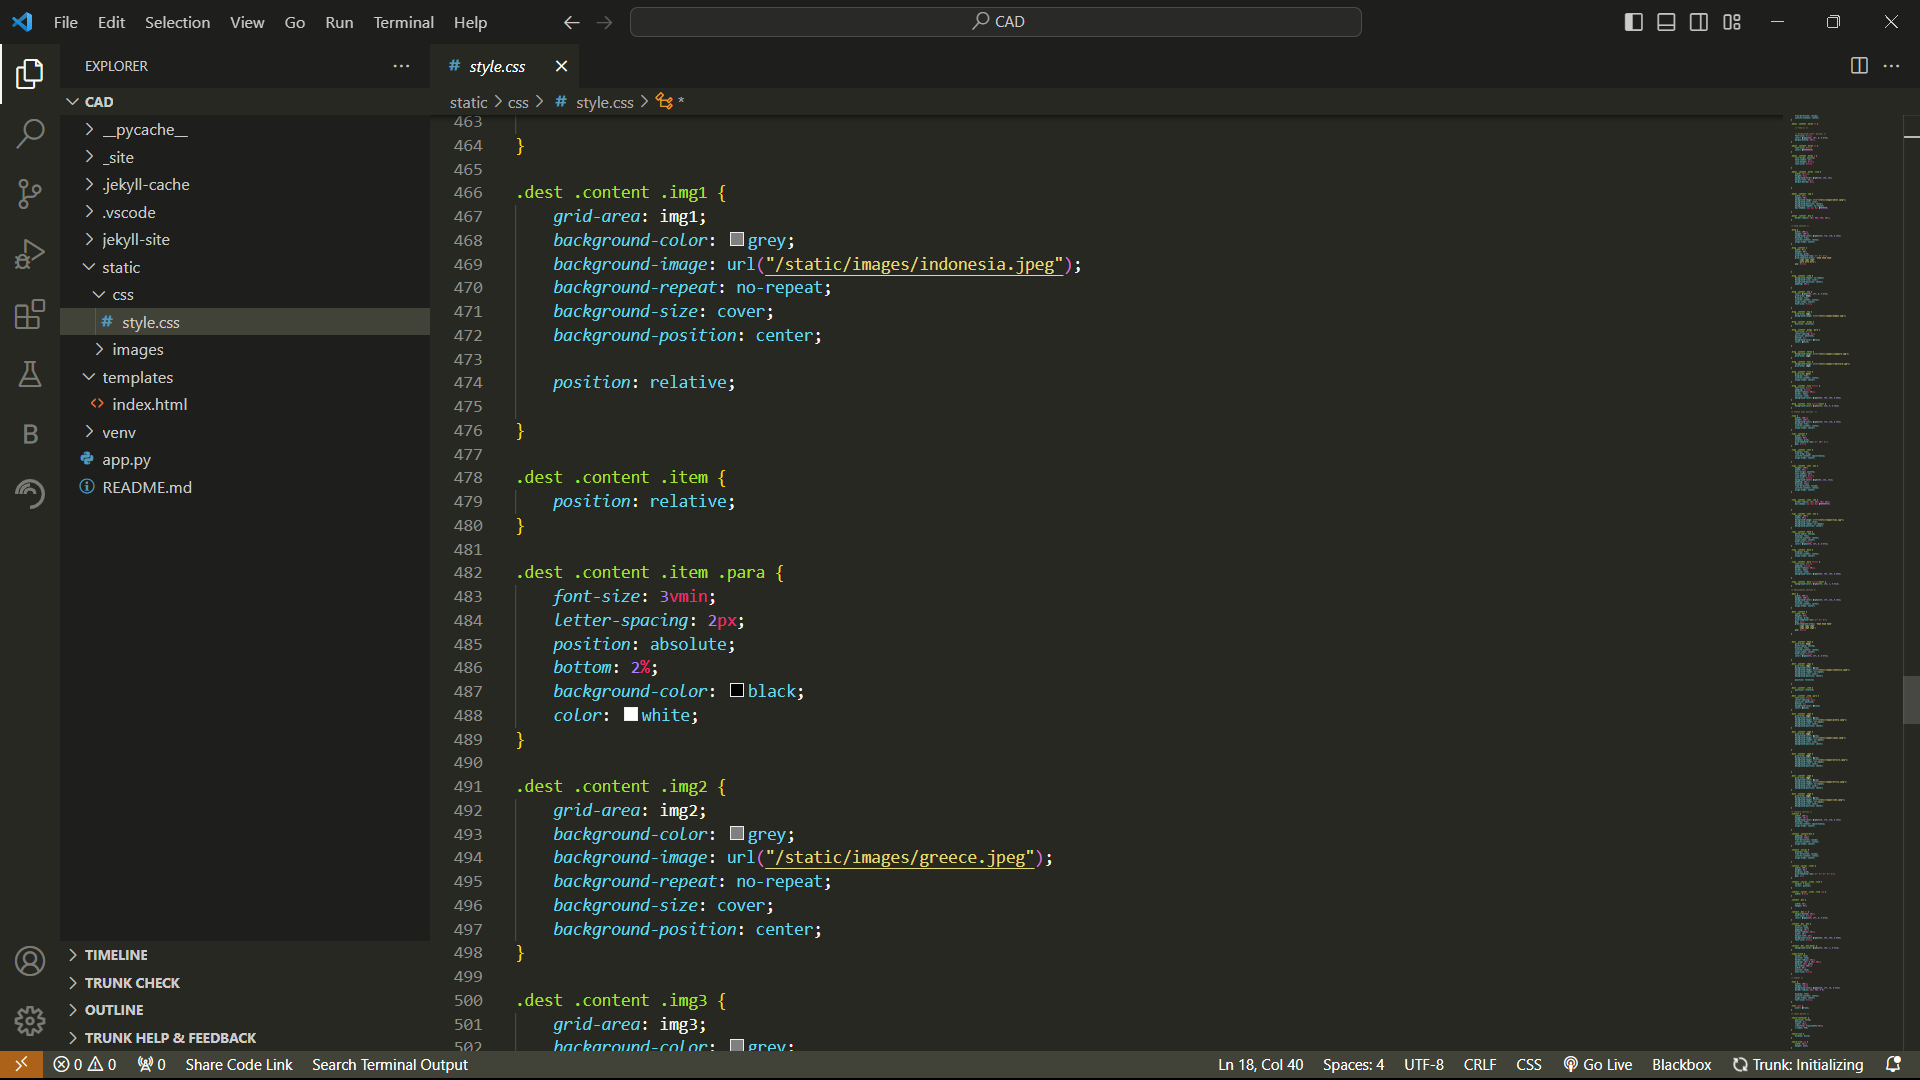 File Edit Selection View Go Run Terminal Help
CAD
EXPLORER
CAD
__pycache__
_site
.jekyll-cache
.vscode
jekyll-site
static
css
# style.css
images
templates
<> index.html
venv
app.py
README.md
TIMELINE
TRUNK CHECK
OUTLINE
TRUNK HELP & FEEDBACK
# style.css
static > css > # style.css > *
463
464 }
465
466 .dest .content .img1 {
467 grid-area: img1;
468 background-color: grey;
469 background-image: url("/static/images/indonesia.jpeg");
470 background-repeat: no-repeat;
471 background-size: cover;
472 background-position: center;
473
474 position: relative;
475
476 }
477
478 .dest .content .item {
479 position: relative;
480 }
481
482 .dest .content .item .para {
483 font-size: 3vmin;
484 letter-spacing: 2px;
485 position: absolute;
486 bottom: 2%;
487 background-color: black;
488 color: white;
489 }
490
491 .dest .content .img2 {
492 grid-area: img2;
493 background-color: grey;
494 background-image: url("/static/images/greece.jpeg");
495 background-repeat: no-repeat;
496 background-size: cover;
497 background-position: center;
498 }
499
500 .dest .content .img3 {
501 grid-area: img3;
502 background-color: grey;
0 0 0 Share Code Link Search Terminal Output Ln 18, Col 40 Spaces: 4 UTF-8 CRLF CSS Go Live Blackbox Trunk: Initializing